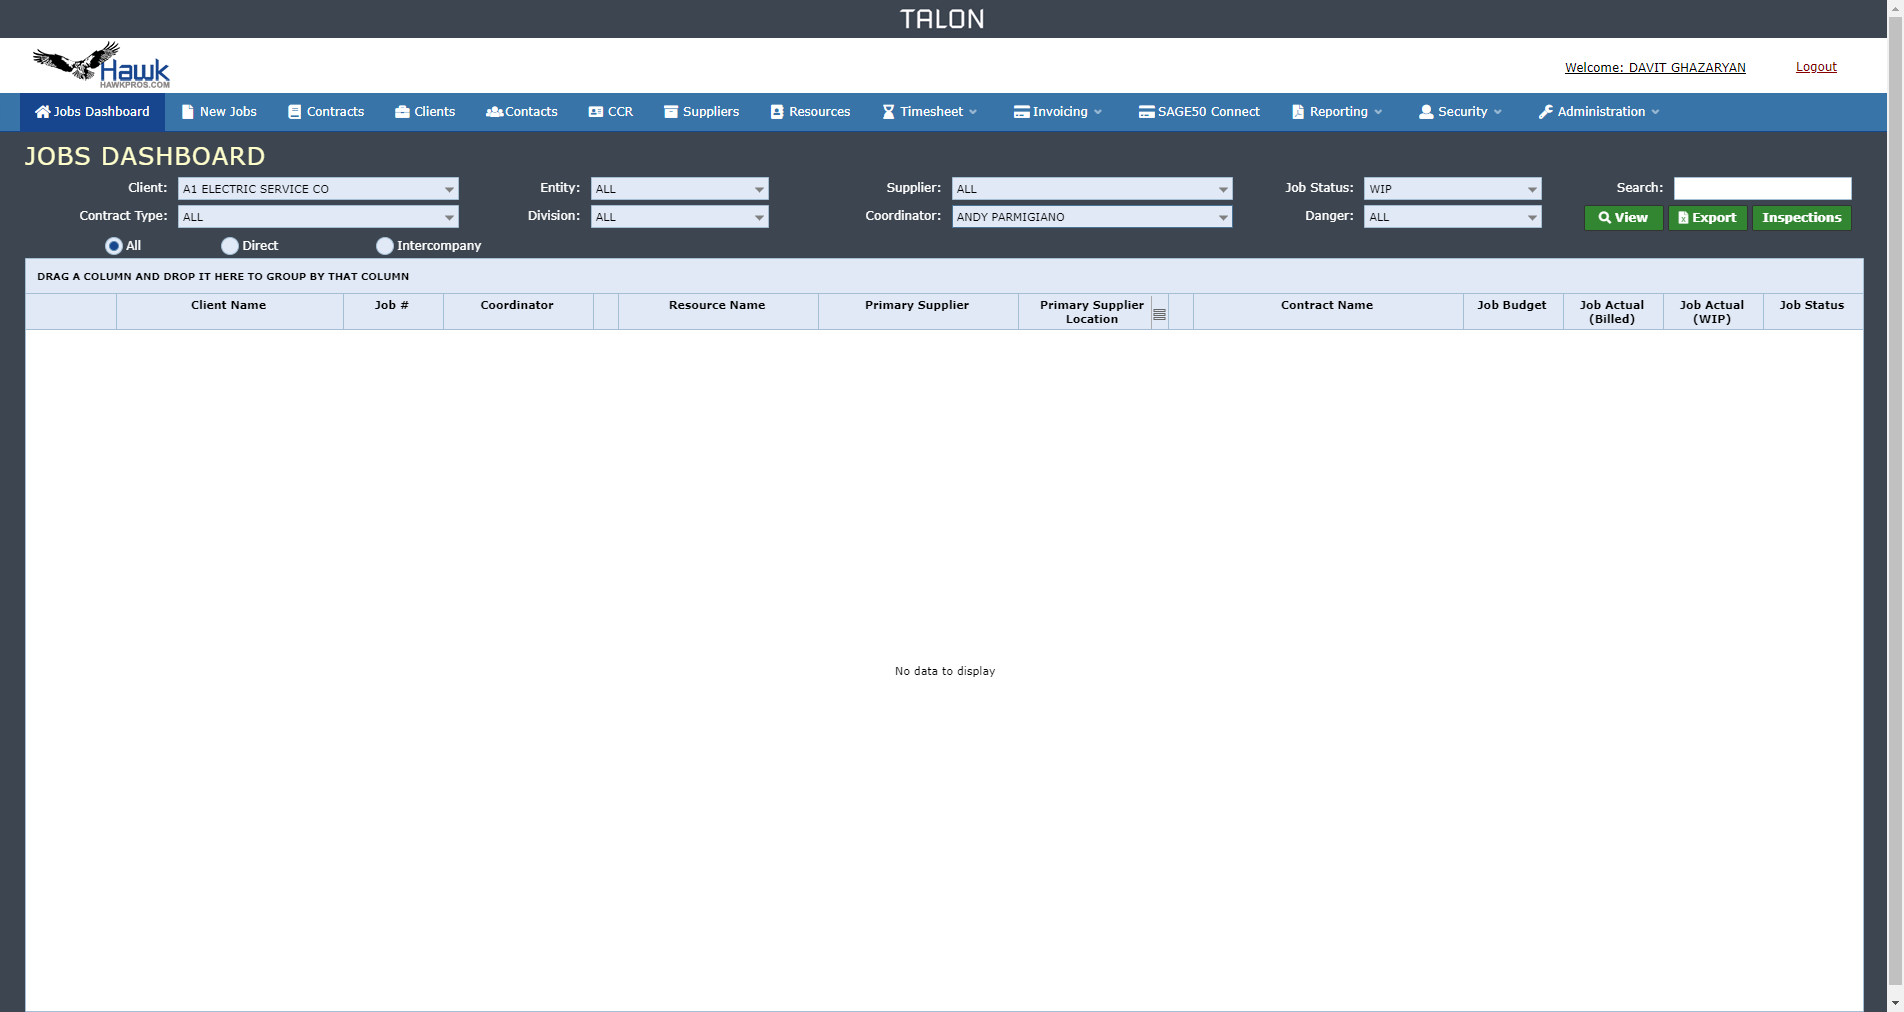 TALON
Hawk
HAWKPROS.COM
Welcome: DAVIT GHAZARYAN
Logout
Jobs Dashboard
New Jobs
Contracts
Clients
Contacts
CCR
Suppliers
Resources
Timesheet
Invoicing
SAGE50 Connect
Reporting
Security
Administration
JOBS DASHBOARD
Client: A1 ELECTRIC SERVICE CO
Entity: ALL
Supplier: ALL
Job Status: WIP
Search:
Contract Type: ALL
Division: ALL
Coordinator: ANDY PARMIGIANO
Danger: ALL
View
Export
Inspections
All
Direct
Intercompany
DRAG A COLUMN AND DROP IT HERE TO GROUP BY THAT COLUMN
Client Name
Job #
Coordinator
Resource Name
Primary Supplier
Primary Supplier
Location
Contract Name
Job Budget
Job Actual
(Billed)
Job Actual
(WIP)
Job Status
No data to display